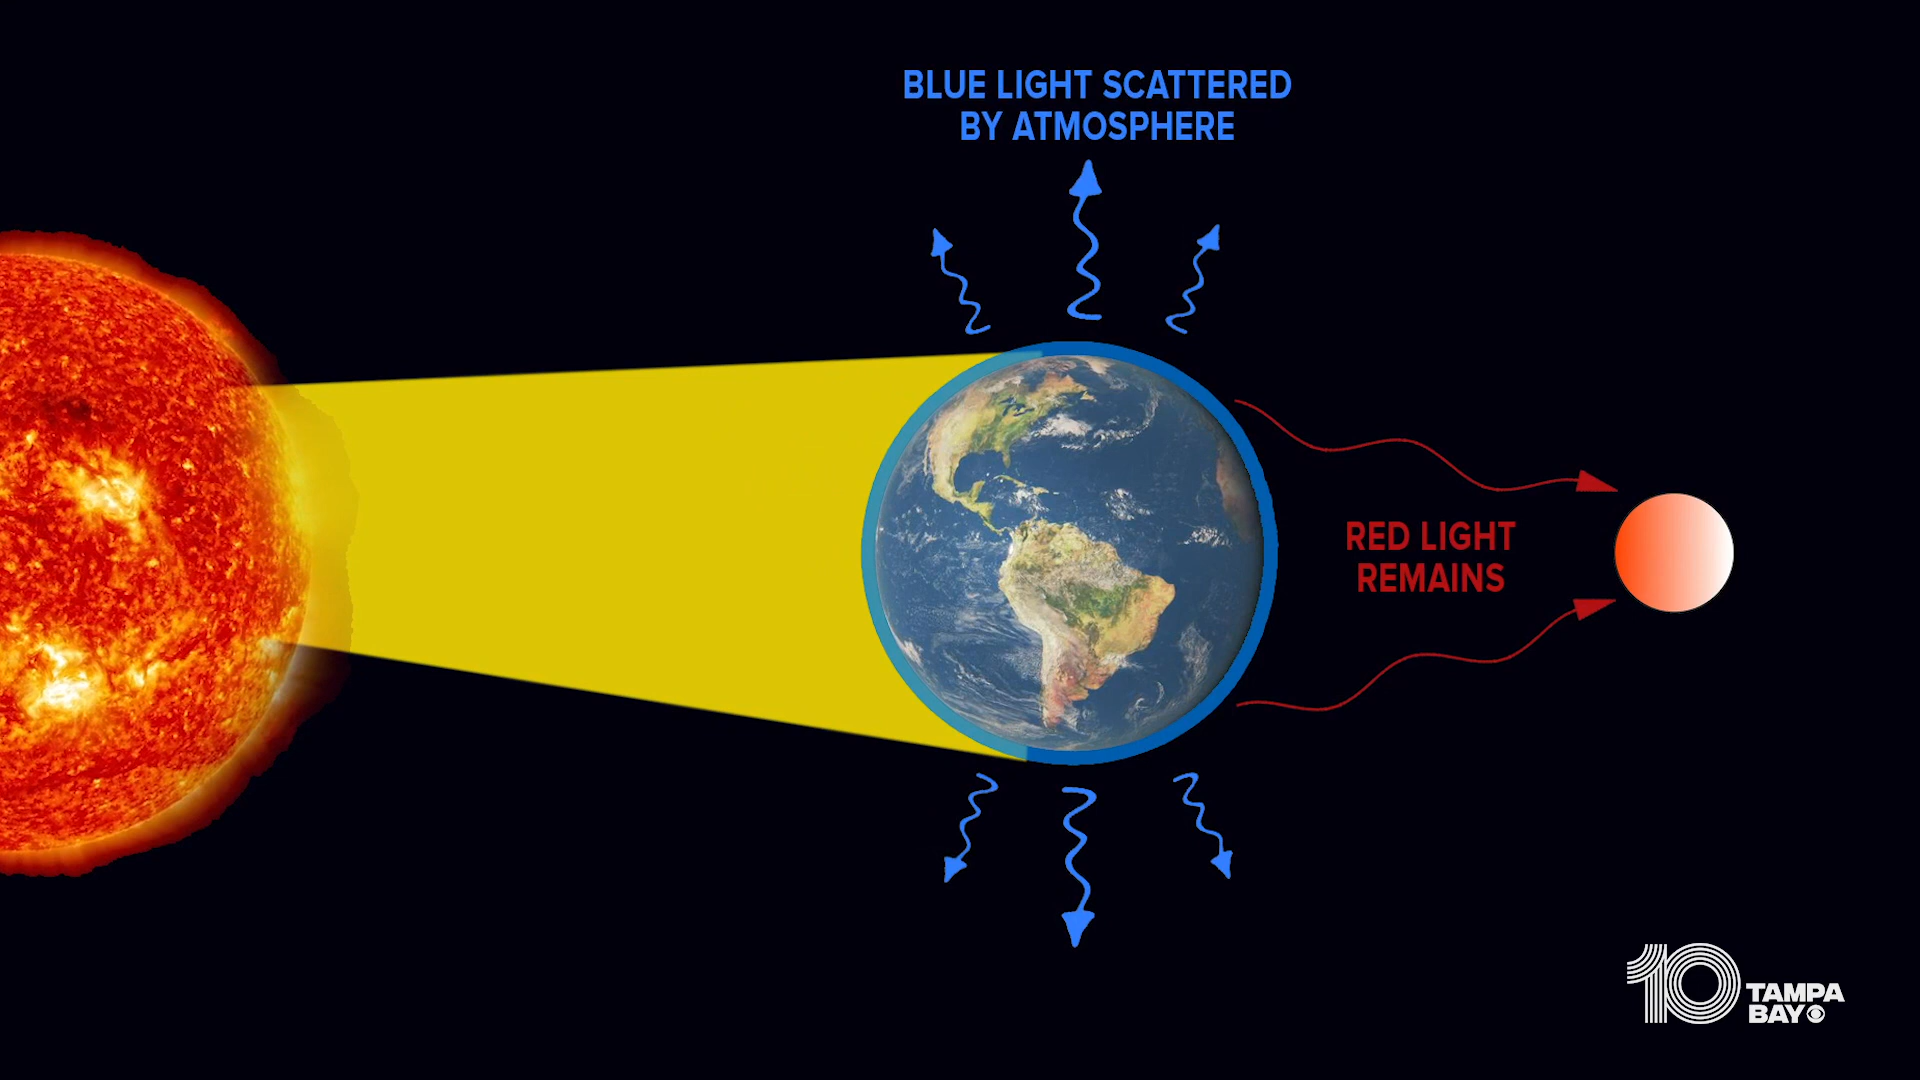 BLUE LIGHT SCATTERED
BY ATMOSPHERE
RED LIGHT
REMAINS
10 TAMPA
BAY